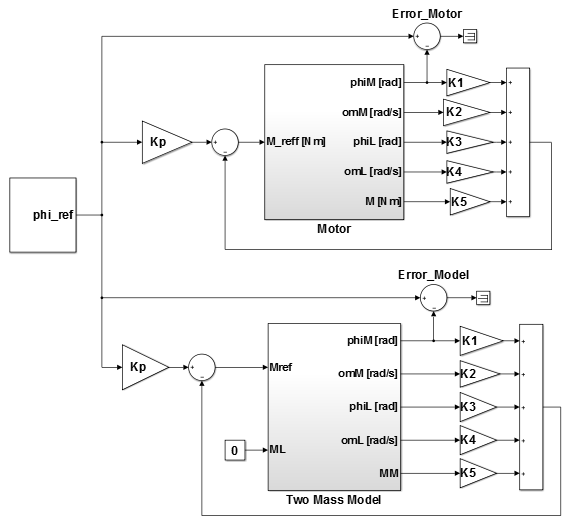 Error_Motor
phiM [rad]
K1
omM [rad/s]
K2
Kp
M_reff [N m]
phiL [rad]
K3
omL [rad/s]
K4
M [N m]
K5
phi_ref
Motor
Error_Model
phiM [rad]
K1
Kp
Mref
omM [rad/s]
K2
phiL [rad]
K3
0
ML
omL [rad/s]
K4
MM
K5
Two Mass Model